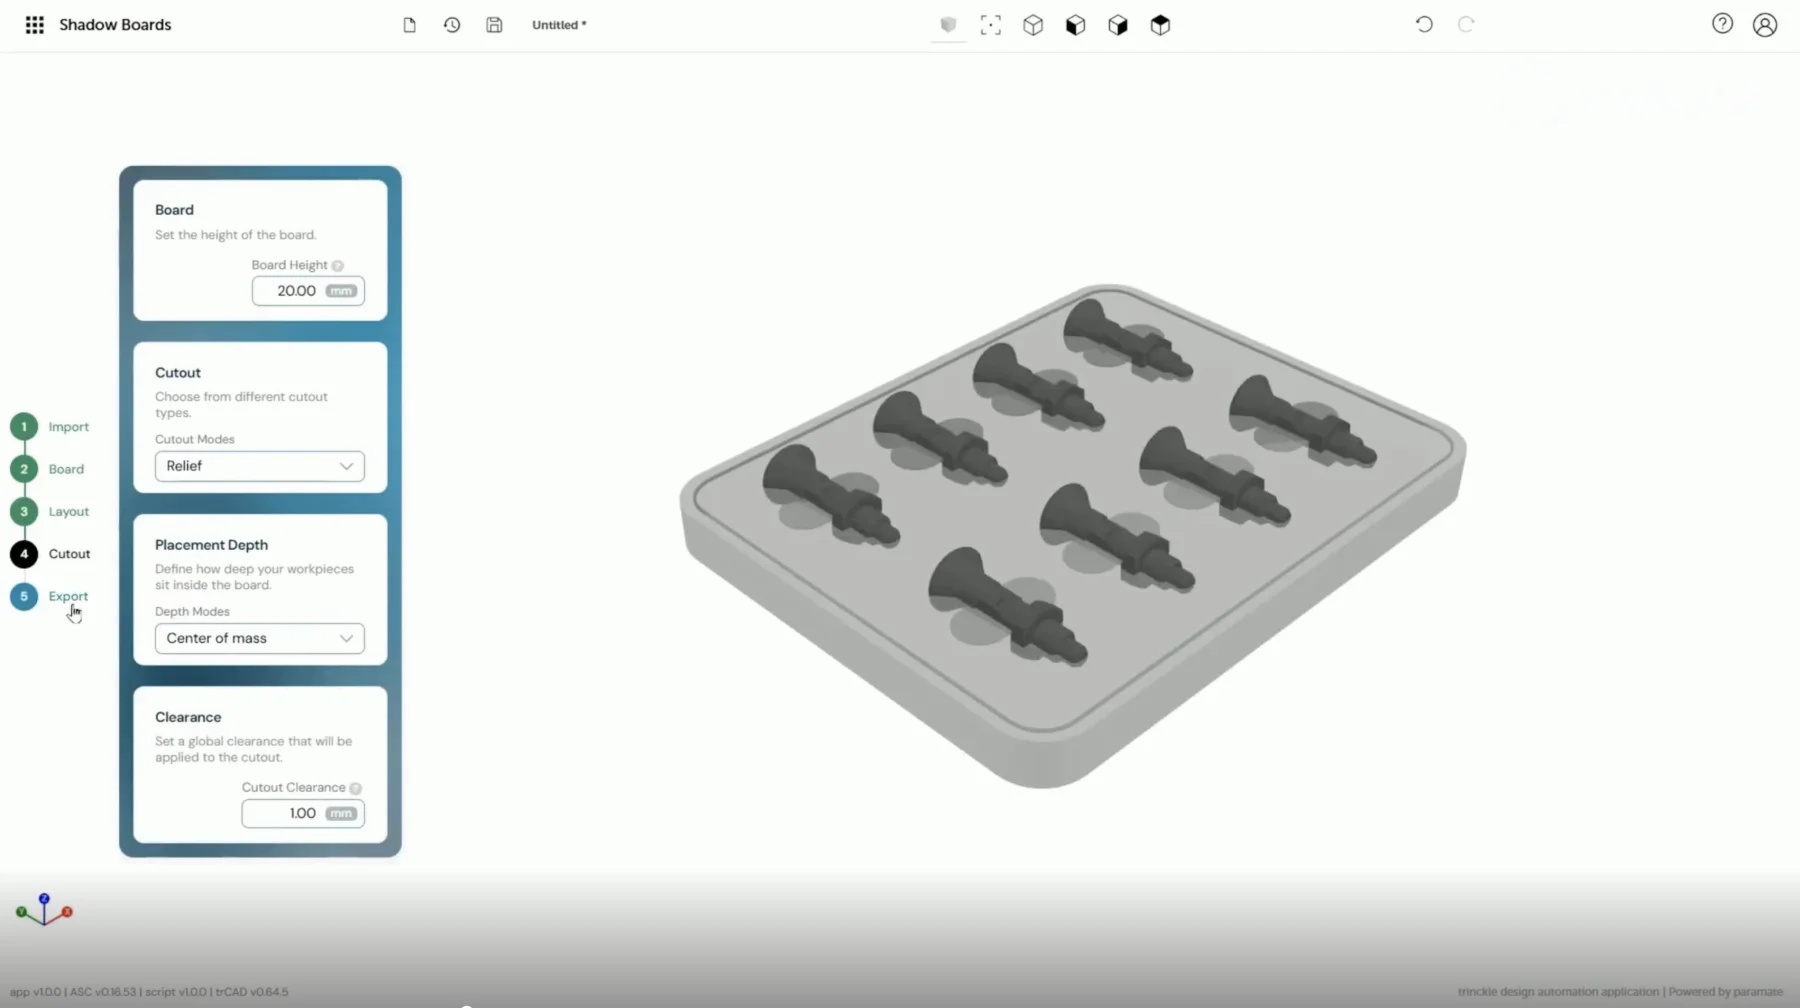 Shadow Boards
Untitled *
Board
Set the height of the board.
Board Height ?
20.00 mm
Cutout
Choose from different cutout
types.
Cutout Modes
Relief
1 Import
2 Board
3 Layout
4 Cutout
5 Export
Placement Depth
Define how deep your workpieces
sit inside the board.
Depth Modes
Center of mass
Clearance
Set a global clearance that will be
applied to the cutout.
Cutout Clearance ?
1.00 mm
Z
Y
X
app v1.0.0 | ASC v0.16.53 | script v1.0.0 | trCAD v0.64.5
trinckle design automation application | Powered by paramate